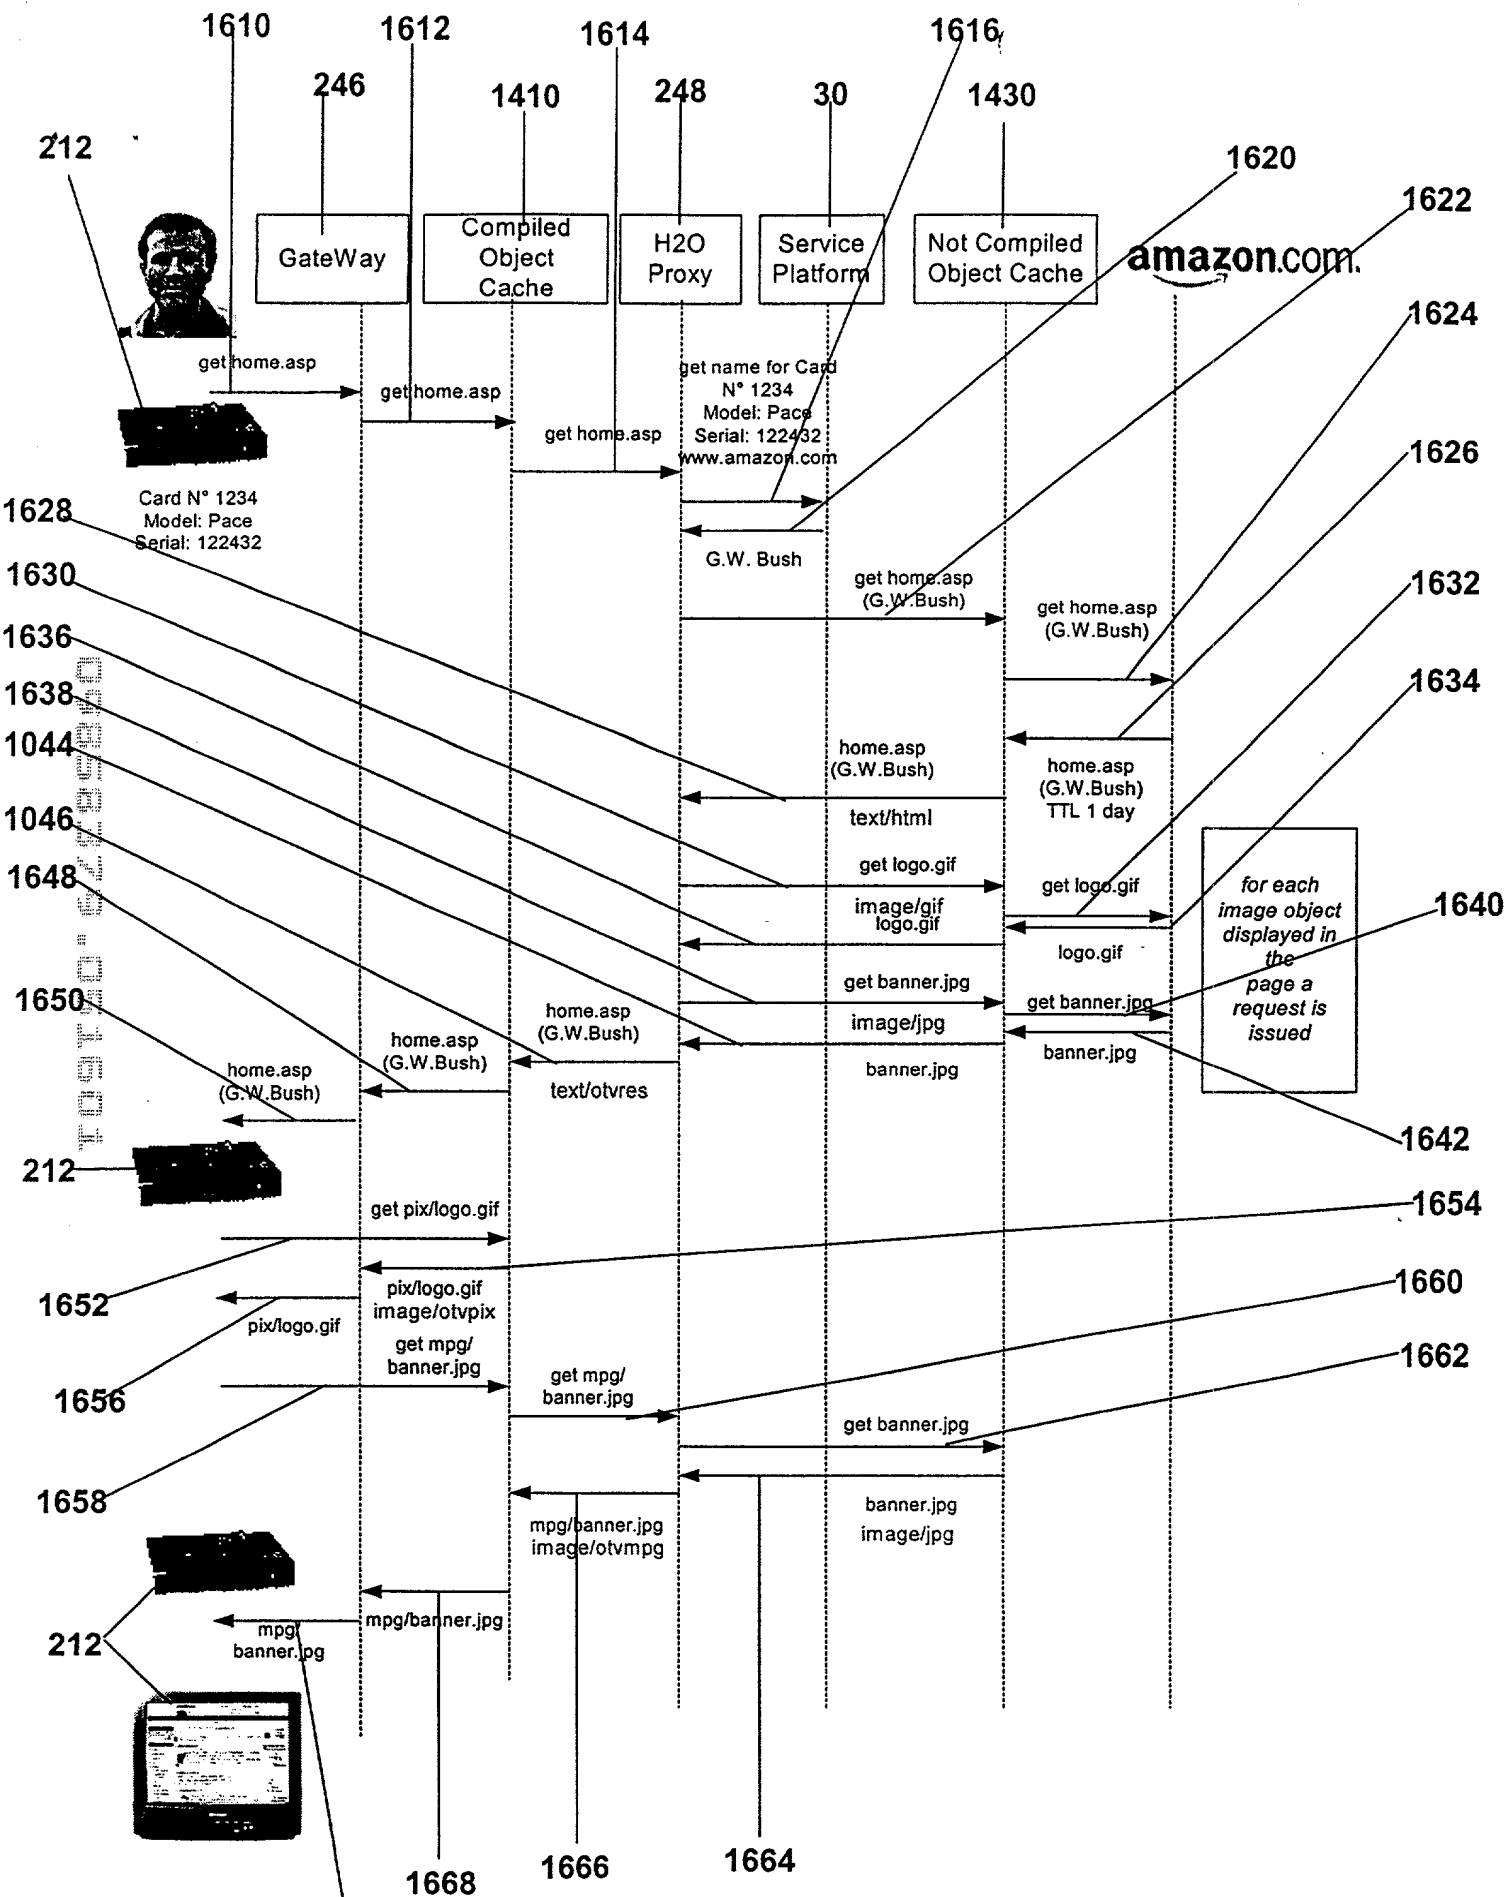 1610
1612
1614
1616
246
1410
248
30
1430
212
1620
1622
GateWay
Compiled
Object
Cache
H2O
Proxy
Service
Platform
Not Compiled
Object Cache
amazon.com.
1624
get home.asp
get home.asp
get home.asp
get name for Card
N° 1234
Model: Pace
Serial: 122432
www.amazon.com
1626
Card N° 1234
Model: Pace
Serial: 122432
1628
G.W. Bush
1630
get home.asp
(G.W.Bush)
get home.asp
(G.W.Bush)
1632
1636
1638
1634
1044
home.asp
(G.W.Bush)
text/html
home.asp
(G.W.Bush)
TTL 1 day
1046
1648
get logo.gif
get logo.gif
image/gif
logo.gif
logo.gif
for each
image object
displayed in
the
page a
request is
issued
1640
1650
get banner.jpg
get banner.jpg
image/jpg
banner.jpg
banner.jpg
home.asp
(G.W.Bush)
text/otvres
home.asp
(G.W.Bush)
home.asp
(G.W.Bush)
1642
212
1654
get pix/logo.gif
1652
pix/logo.gif
image/otvpix
pix/logo.gif
1660
get mpg/
banner.jpg
get mpg/
banner.jpg
1662
1656
get banner.jpg
1658
banner.jpg
image/jpg
mpg/banner.jpg
image/otvmpg
mpg/banner.jpg
mpg/
banner.jpg
212
1664
1666
1668